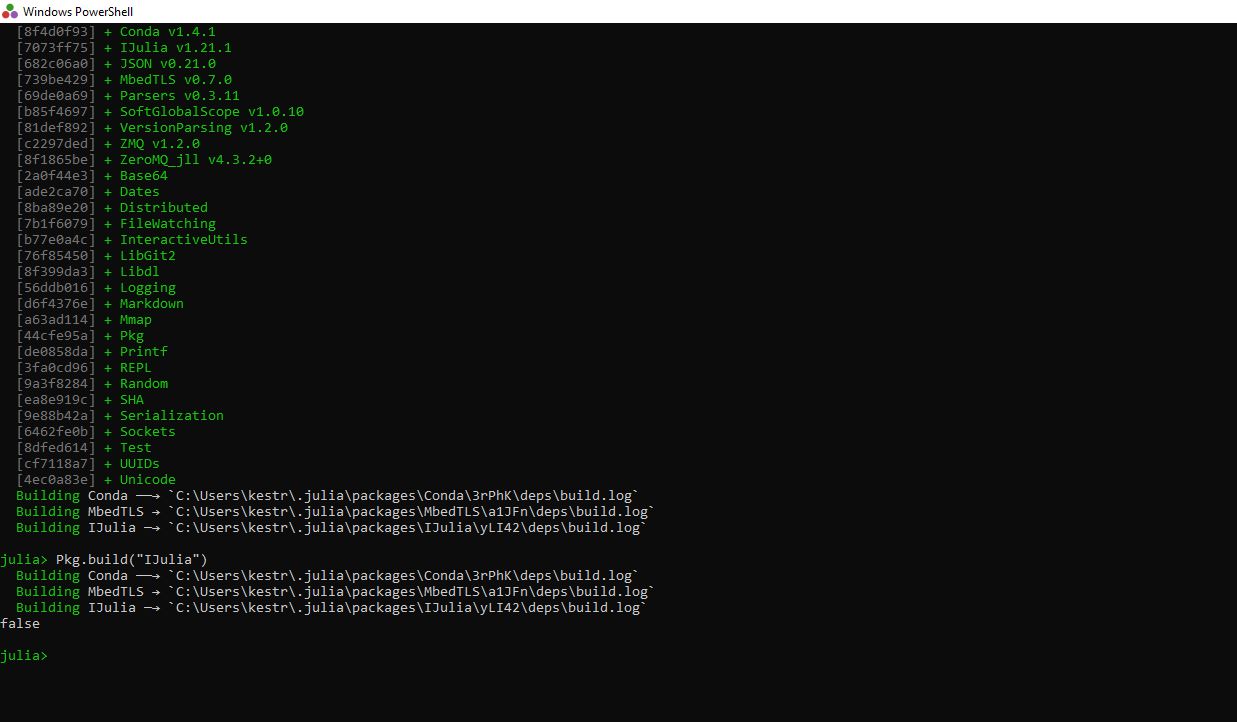 Windows PowerShell
[8f4d0f93] + Conda v1.4.1
[7073ff75] + IJulia v1.21.1
[682c06a0] + JSON v0.21.0
[739be429] + MbedTLS v0.7.0
[69de0a69] + Parsers v0.3.11
[b85f4697] + SoftGlobalScope v1.0.10
[81def892] + VersionParsing v1.2.0
[c2297ded] + ZMQ v1.2.0
[8f1865be] + ZeroMQ_jll v4.3.2+0
[2a0f44e3] + Base64
[ade2ca70] + Dates
[8ba89e20] + Distributed
[7b1f6079] + FileWatching
[b77e0a4c] + InteractiveUtils
[76f85450] + LibGit2
[8f399da3] + Libdl
[56ddb016] + Logging
[d6f4376e] + Markdown
[a63ad114] + Mmap
[44cfe95a] + Pkg
[de0858da] + Printf
[3fa0cd96] + REPL
[9a3f8284] + Random
[ea8e919c] + SHA
[9e88b42a] + Serialization
[6462fe0b] + Sockets
[8dfed614] + Test
[cf7118a7] + UUIDs
[4ec0a83e] + Unicode
Building Conda ──→ `C:\Users\kestr\.julia\packages\Conda\3rPhK\deps\build.log`
Building MbedTLS → `C:\Users\kestr\.julia\packages\MbedTLS\a1JFn\deps\build.log`
Building IJulia ─→ `C:\Users\kestr\.julia\packages\IJulia\yLI42\deps\build.log`
julia> Pkg.build("IJulia")
Building Conda ──→ `C:\Users\kestr\.julia\packages\Conda\3rPhK\deps\build.log`
Building MbedTLS → `C:\Users\kestr\.julia\packages\MbedTLS\a1JFn\deps\build.log`
Building IJulia ─→ `C:\Users\kestr\.julia\packages\IJulia\yLI42\deps\build.log`
false
julia>